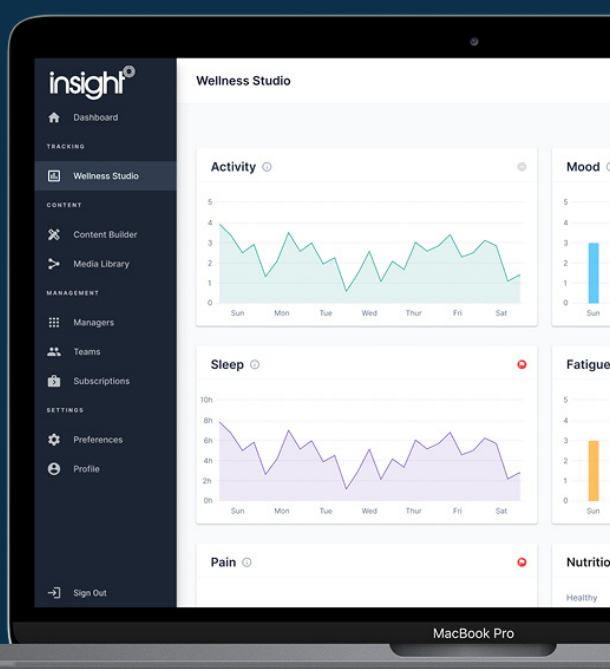 insight
Dashboard
TRACKING
Wellness Studio
CONTENT
Content Builder
Media Library
MANAGEMENT
Managers
Teams
Subscriptions
SETTINGS
Preferences
Profile
Sign Out
Wellness Studio
Activity
5
4
3
2
1
0
Sun Mon Tue Wed Thur Fri Sat
Mood
5
4
3
2
1
0
Sun
Sleep
10h
8h
6h
4h
2h
0h
Sun Mon Tue Wed Thur Fri Sat
Fatigue
5
4
3
2
1
0
Sun
Pain
Nutritio
Healthy
MacBook Pro